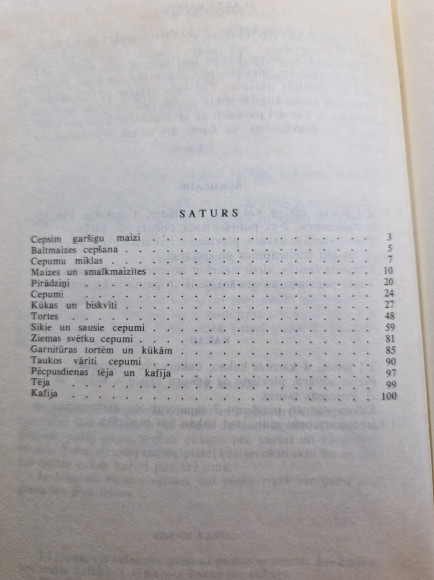 SATURS
Cepsim garšīgu maizi . . . . . . . . . . . . . . 3
Baltmaizes cepšana . . . . . . . . . . . . . . 5
Cepumu mīklas . . . . . . . . . . . . . . 7
Maizes un smalkmaizītes . . . . . . . . . . . . . . 10
Pīrādziņi . . . . . . . . . . . . . . 20
Cepumi . . . . . . . . . . . . . . 24
Kūkas un biskvīti . . . . . . . . . . . . . . 27
Tortes . . . . . . . . . . . . . . 48
Sīkie un sausie cepumi . . . . . . . . . . . . . . 59
Ziemas svētku cepumi . . . . . . . . . . . . . . 81
Garnitūras tortēm un kūkām . . . . . . . . . . . . . . 85
Taukos vārīti cepumi . . . . . . . . . . . . . . 90
Pēcpusdienas tēja un kafija . . . . . . . . . . . . . . 97
Tēja . . . . . . . . . . . . . . 99
Kafija . . . . . . . . . . . . . . 100